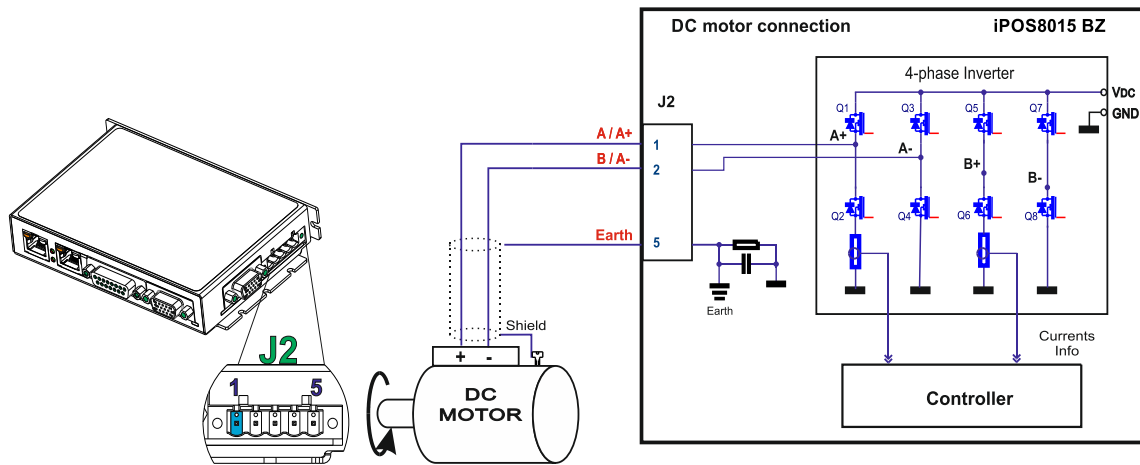 DC motor connection
iPOS8015 BZ
4-phase Inverter
J2
VDC
GND
Q1
Q3
Q5
Q7
A / A+
1
A+
A-
B+
B-
B / A-
2
Q2
Q4
Q6
Q8
Earth
5
Earth
Shield
Currents
Info
J2
1
5
+
-
DC
MOTOR
Controller